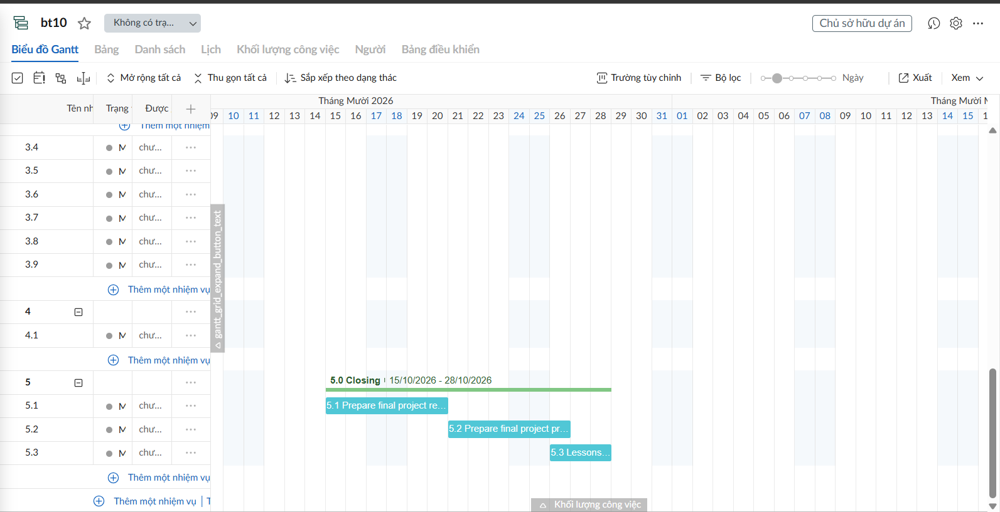 bt10
Không có trạ...
Chủ sở hữu dự án
Biểu đồ Gantt Bảng Danh sách Lịch Khối lượng công việc Người Bảng điều khiển
Mở rộng tất cả Thu gọn tất cả Sắp xếp theo dạng thác Trường tùy chỉnh Bộ lọc Ngày Xuất Xem
Tháng Mười 2026 Tháng Mười
Tên nh Trạng Được
09 10 11 12 13 14 15 16 17 18 19 20 21 22 23 24 25 26 27 28 29 30 31 01 02 03 04 05 06 07 08 09 10 11 12 13 14 15
Thêm một nhiệm
3.4 chư... ...
3.5 chư... ...
3.6 chư... ...
3.7 chư... ...
3.8 chư... ...
3.9 chư... ...
gantt_grid_expand_button_text
Thêm một nhiệm vụ
4 ...
4.1 chư... ...
Thêm một nhiệm vụ
5 ... 5.0 Closing 15/10/2026 - 28/10/2026
5.1 chư... ... 5.1 Prepare final project re...
5.2 chư... ... 5.2 Prepare final project pr...
5.3 chư... ... 5.3 Lessons...
Thêm một nhiệm vụ
Thêm một nhiệm vụ
Khối lượng công việc